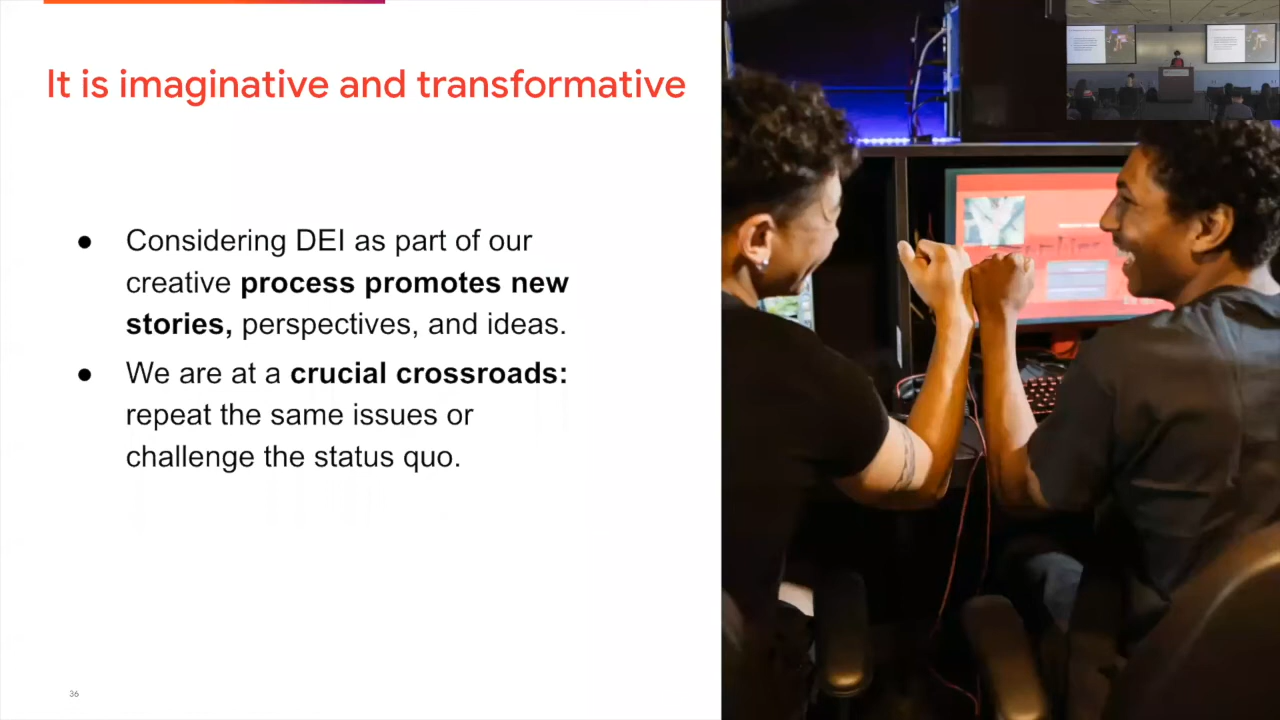 It is imaginative and transformative
● Considering DEI as part of our
creative process promotes new
stories, perspectives, and ideas.
● We are at a crucial crossroads:
repeat the same issues or
challenge the status quo.
36